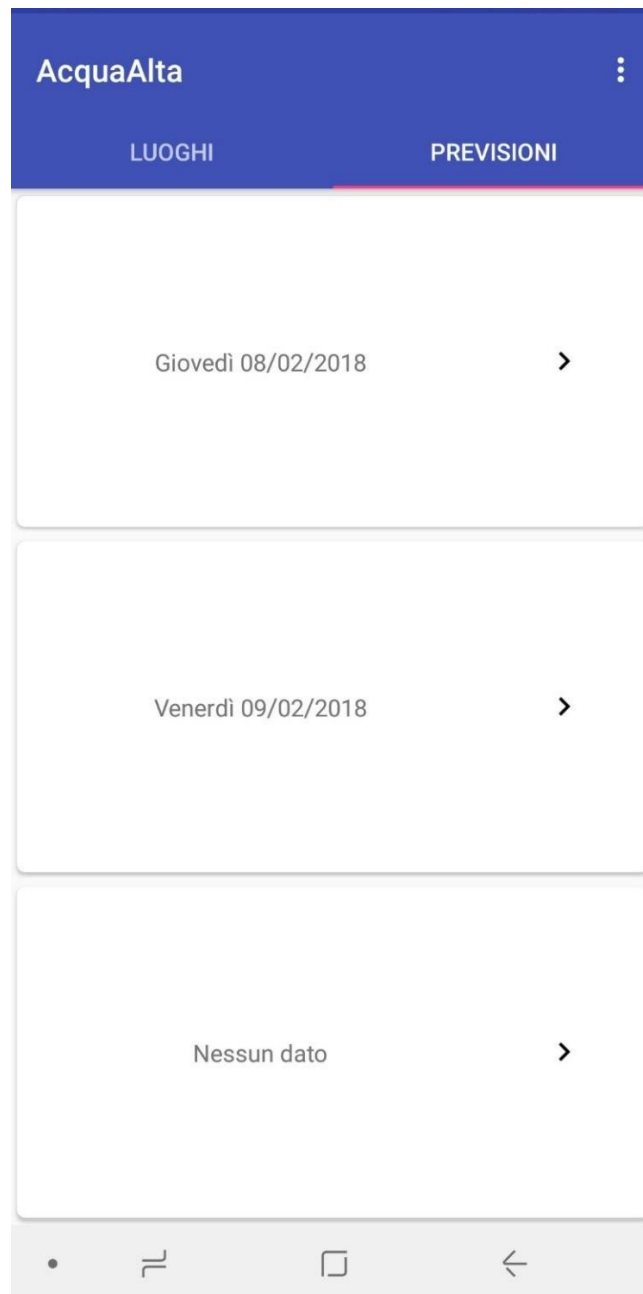 AcquaAlta
LUOGHI PREVISIONI
Giovedì 08/02/2018
Venerdì 09/02/2018
Nessun dato